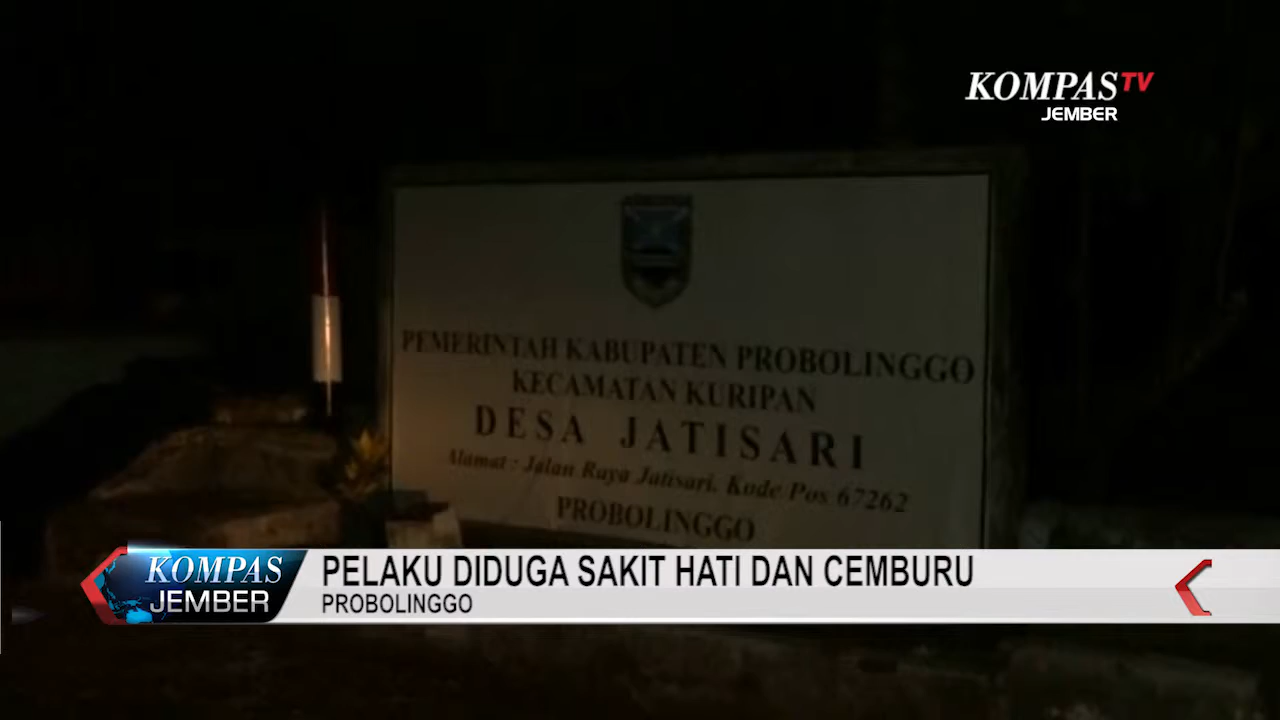 KOMPAS TV
JEMBER
PEMERINTAH KABUPATEN PROBOLINGGO
KECAMATAN KURIPAN
DESA JATISARI
Alamat : Jalan Raya Jatisari. Kode Pos 67262
PROBOLINGGO
KOMPAS
JEMBER
PELAKU DIDUGA SAKIT HATI DAN CEMBURU
PROBOLINGGO